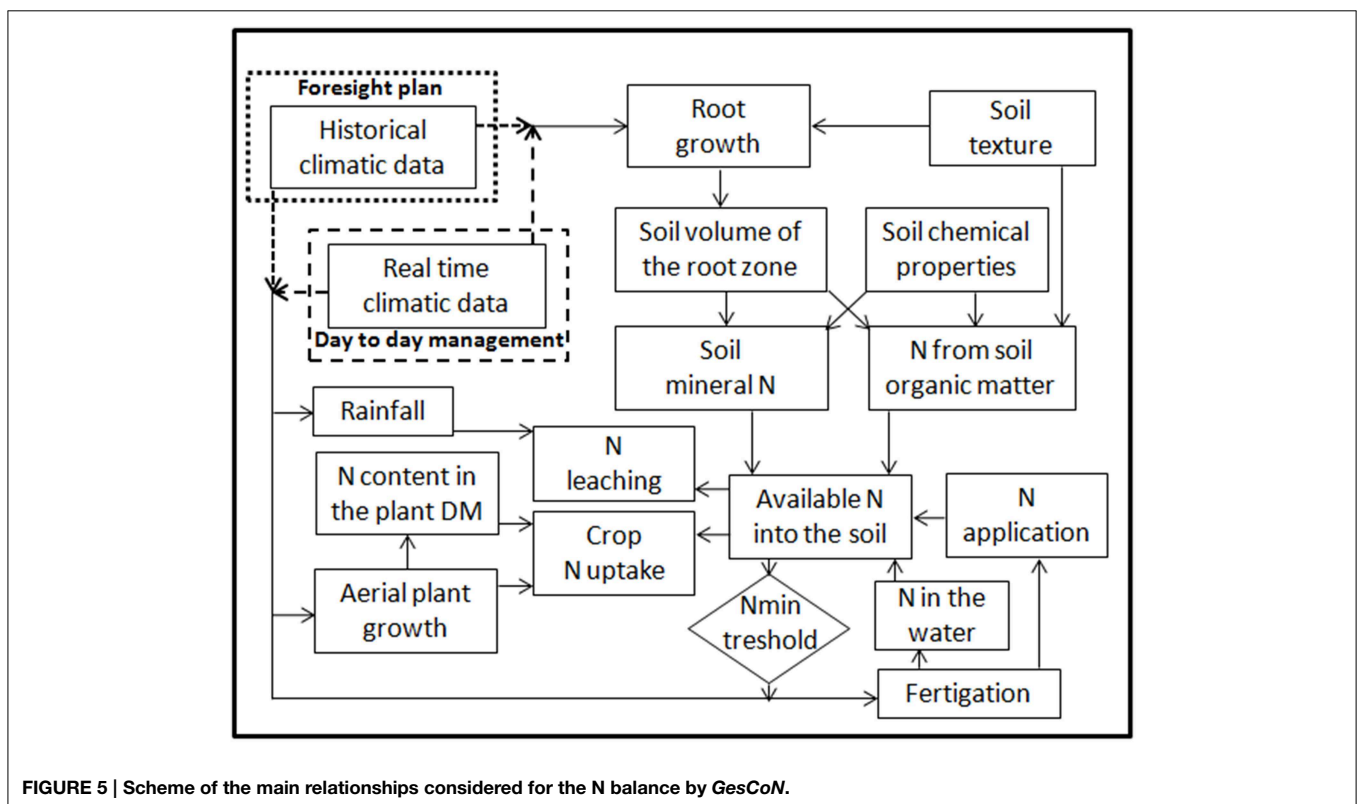 Foresight plan
Historical
climatic data
Root
growth
Soil
texture
Real time
climatic data
Day to day management
Soil volume of
the root zone
Soil chemical
properties
Soil
mineral N
N from soil
organic matter
Rainfall
N
leaching
N content in
the plant DM
Available N
into the soil
N
application
Crop
N uptake
Aerial plant
growth
Nmin
treshold
N in the
water
Fertigation
FIGURE 5 | Scheme of the main relationships considered for the N balance by GesCoN.